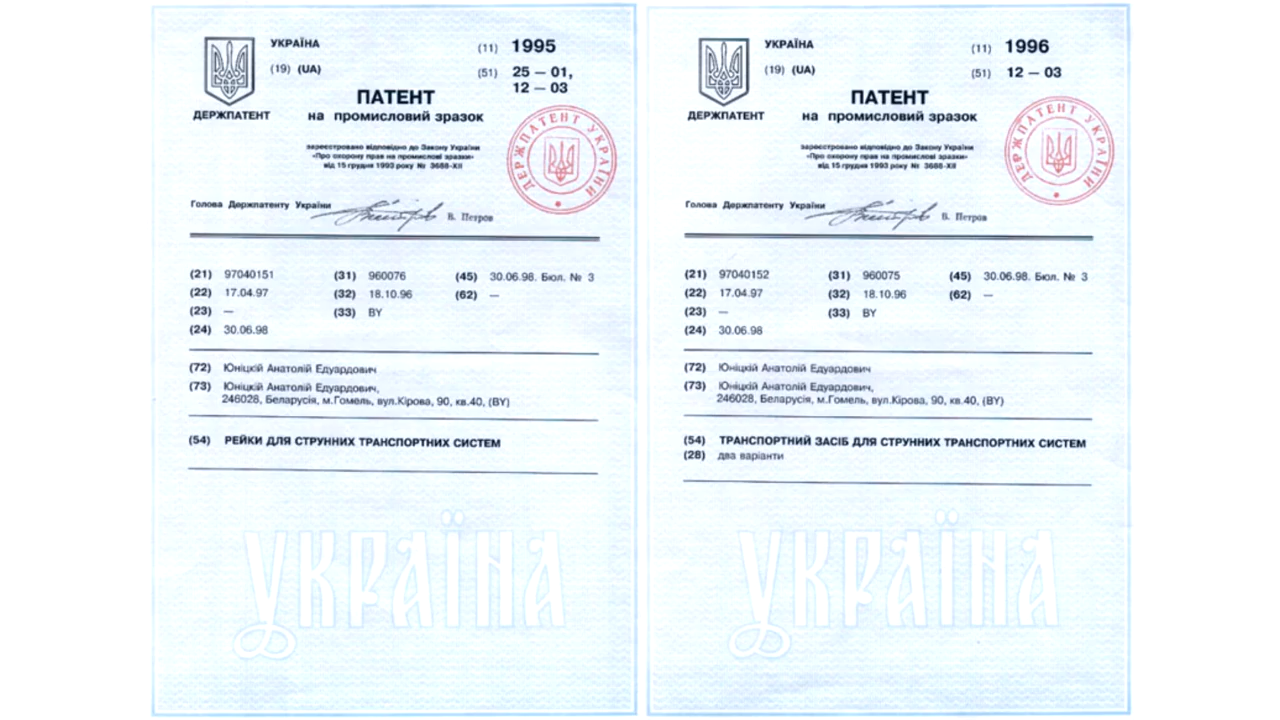 УКРАЇНА
(19) (UA)
(11) 1995
(51) 25 — 01,
12 — 03
ДЕРЖПАТЕНТ
ПАТЕНТ
на промисловий зразок
зареєстровано відповідно до Закону України
«Про охорону прав на промислові зразки»
від 15 грудня 1993 року № 3688-XII
ДЕРЖПАТЕНТ УКРАЇНИ
Голова Держпатенту України В. Петров
(21) 97040151 (31) 960076 (45) 30.06.98. Бюл. № 3
(22) 17.04.97 (32) 18.10.96 (62) —
(23) — (33) BY
(24) 30.06.98
(72) Юніцкій Анатолій Едуардович
(73) Юніцкій Анатолій Едуардович,
246028, Беларусія, м.Гомель, вул.Кірова, 90, кв.40, (BY)
(54) РЕЙКИ ДЛЯ СТРУННИХ ТРАНСПОРТНИХ СИСТЕМ
УКРАЇНА
УКРАЇНА
(19) (UA)
(11) 1996
(51) 12 — 03
ДЕРЖПАТЕНТ
ПАТЕНТ
на промисловий зразок
зареєстровано відповідно до Закону України
«Про охорону прав на промислові зразки»
від 15 грудня 1993 року № 3688-XII
ДЕРЖПАТЕНТ УКРАЇНИ
Голова Держпатенту України В. Петров
(21) 97040152 (31) 960075 (45) 30.06.98. Бюл. № 3
(22) 17.04.97 (32) 18.10.96 (62) —
(23) — (33) BY
(24) 30.06.98
(72) Юніцкій Анатолій Едуардович
(73) Юніцкій Анатолій Едуардович,
246028, Беларусія, м.Гомель, вул.Кірова, 90, кв.40, (BY)
(54) ТРАНСПОРТНИЙ ЗАСІБ ДЛЯ СТРУННИХ ТРАНСПОРТНИХ СИСТЕМ
(28) два варіанти
УКРАЇНА